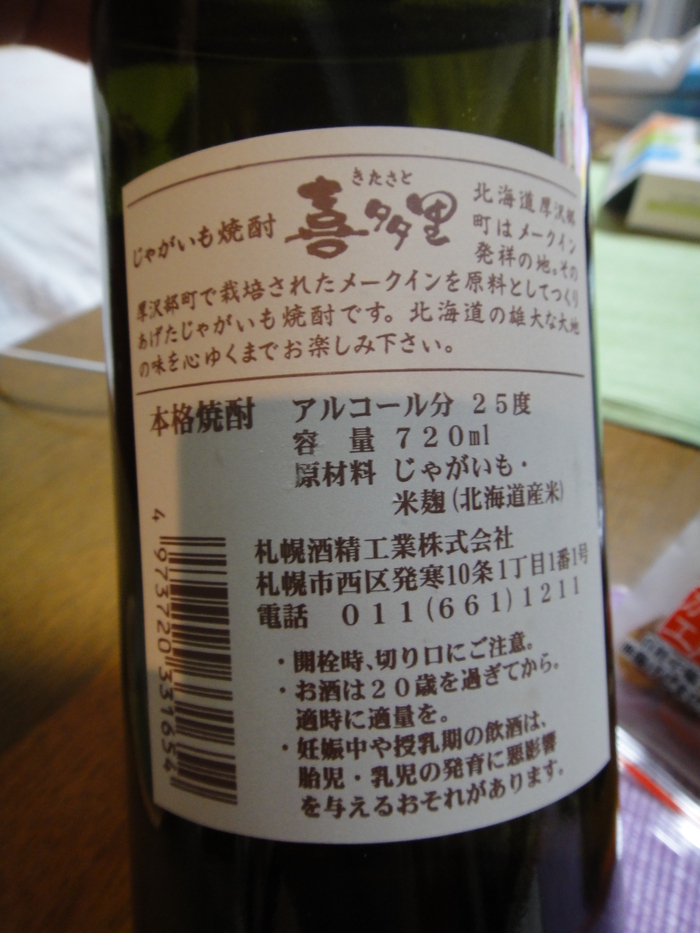 じゃがいも焼酎
きたさと
喜多里
北海道厚沢部
町はメークイン
発祥の地。その
厚沢部町で栽培されたメークインを原料としてつくり
あげたじゃがいも焼酎です。北海道の雄大な大地
の味を心ゆくまでお楽しみ下さい。
本格焼酎
アルコール分 25度
容 量 720ml
原材料 じゃがいも・
米麹(北海道産米)
札幌酒精工業株式会社
札幌市西区発寒10条1丁目1番1号
電話 011(661)1211
・開栓時、切り口にご注意。
・お酒は20歳を過ぎてから。
適時に適量を。
・妊娠中や授乳期の飲酒は、
胎児・乳児の発育に悪影響
を与えるおそれがあります。
4 973720 331654